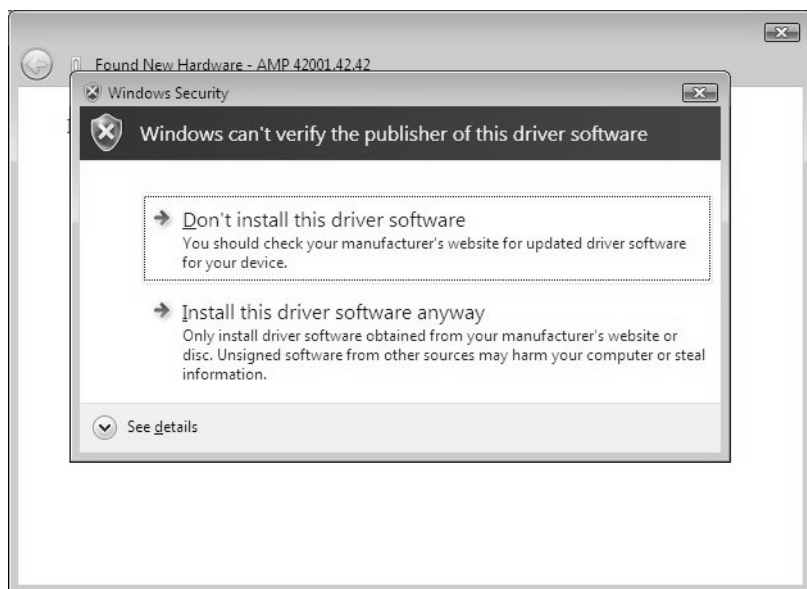 Found New Hardware - AMP 42001.42.42
Windows Security
Windows can't verify the publisher of this driver software
Don't install this driver software
You should check your manufacturer's website for updated driver software
for your device.
Install this driver software anyway
Only install driver software obtained from your manufacturer's website or
disc. Unsigned software from other sources may harm your computer or steal
information.
See details